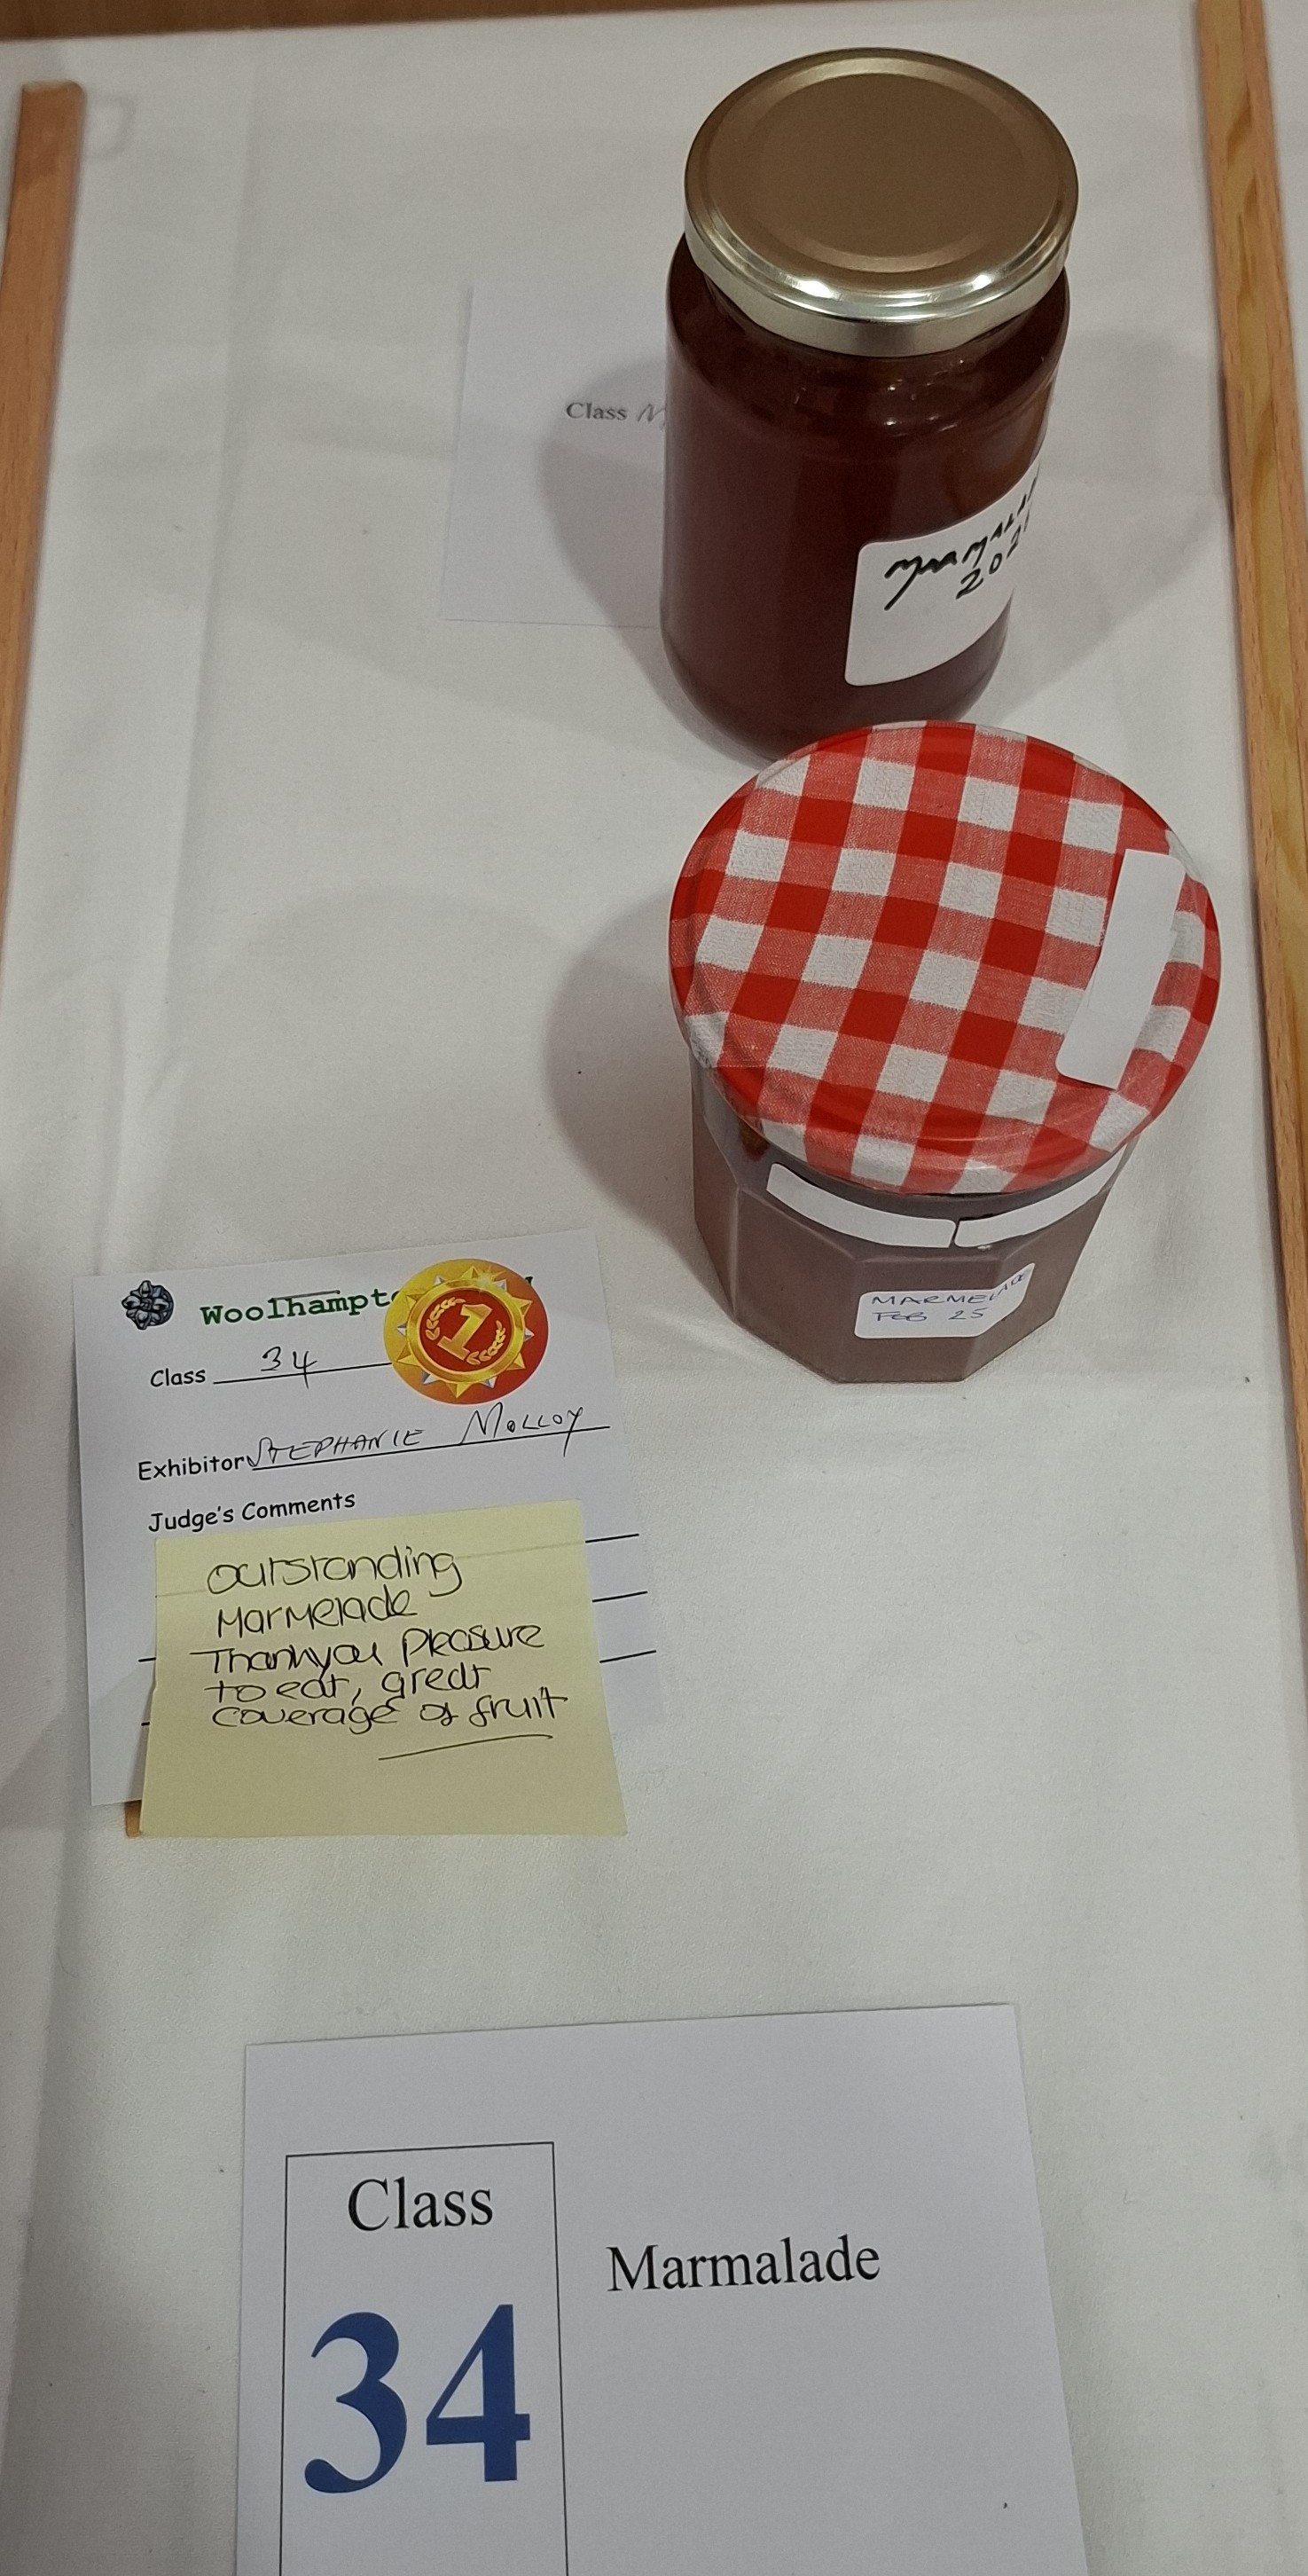 Class
Marmalade
202
MARMELADE
FEB 25
Woolhampt
1
Class 34
Exhibitor STEPHANIE MOLLOY
Judge's Comments
outstanding
Marmelade
Thankyou Pleasure
to eat, great
coverage of fruit
Class
34
Marmalade